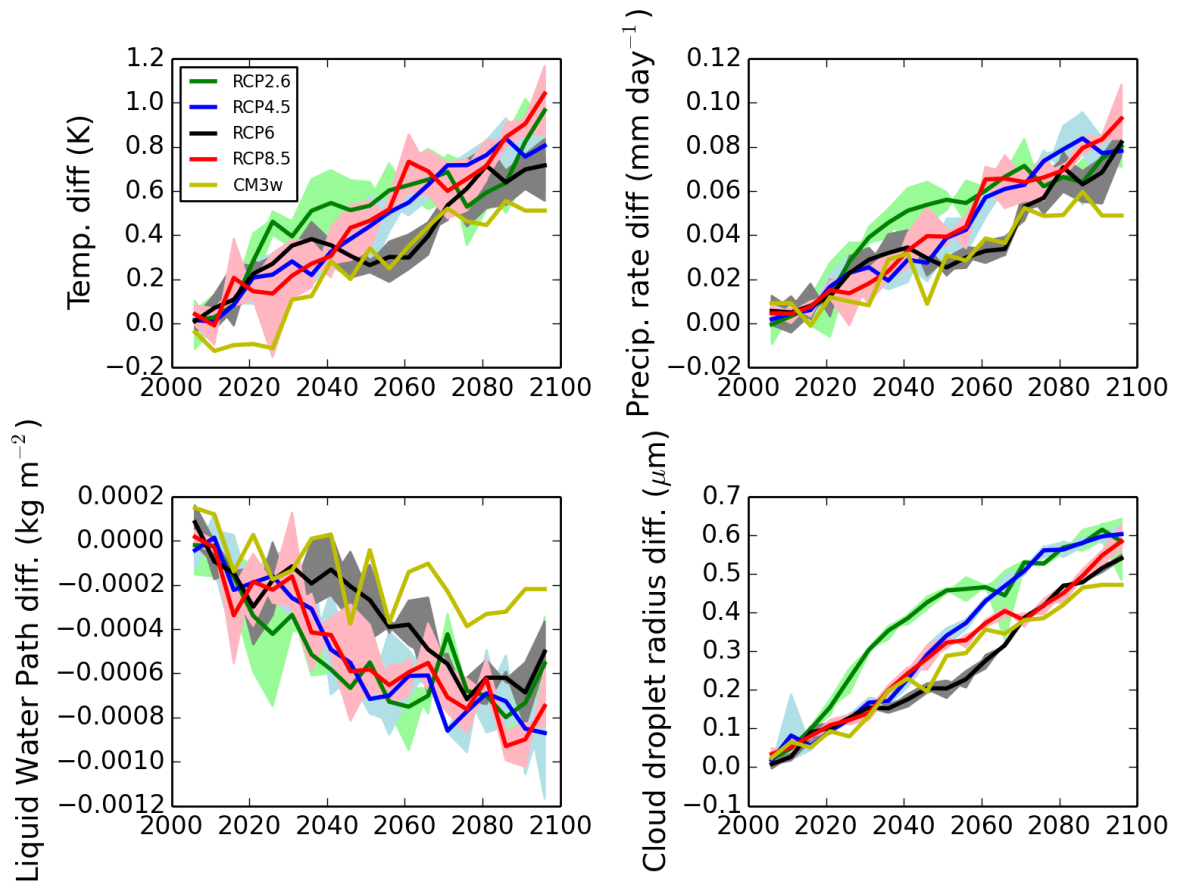 Temp. diff (K)
1.2
1.0
0.8
0.6
0.4
0.2
0.0
−0.2
2000 2020 2040 2060 2080 2100
RCP2.6
RCP4.5
RCP6
RCP8.5
CM3w
Precip. rate diff (mm day⁻¹)
0.12
0.10
0.08
0.06
0.04
0.02
0.00
−0.02
2000 2020 2040 2060 2080 2100
Liquid Water Path diff. (kg m⁻²)
0.0002
0.0000
−0.0002
−0.0004
−0.0006
−0.0008
−0.0010
−0.0012
2000 2020 2040 2060 2080 2100
Cloud droplet radius diff. (μm)
0.7
0.6
0.5
0.4
0.3
0.2
0.1
0.0
−0.1
2000 2020 2040 2060 2080 2100